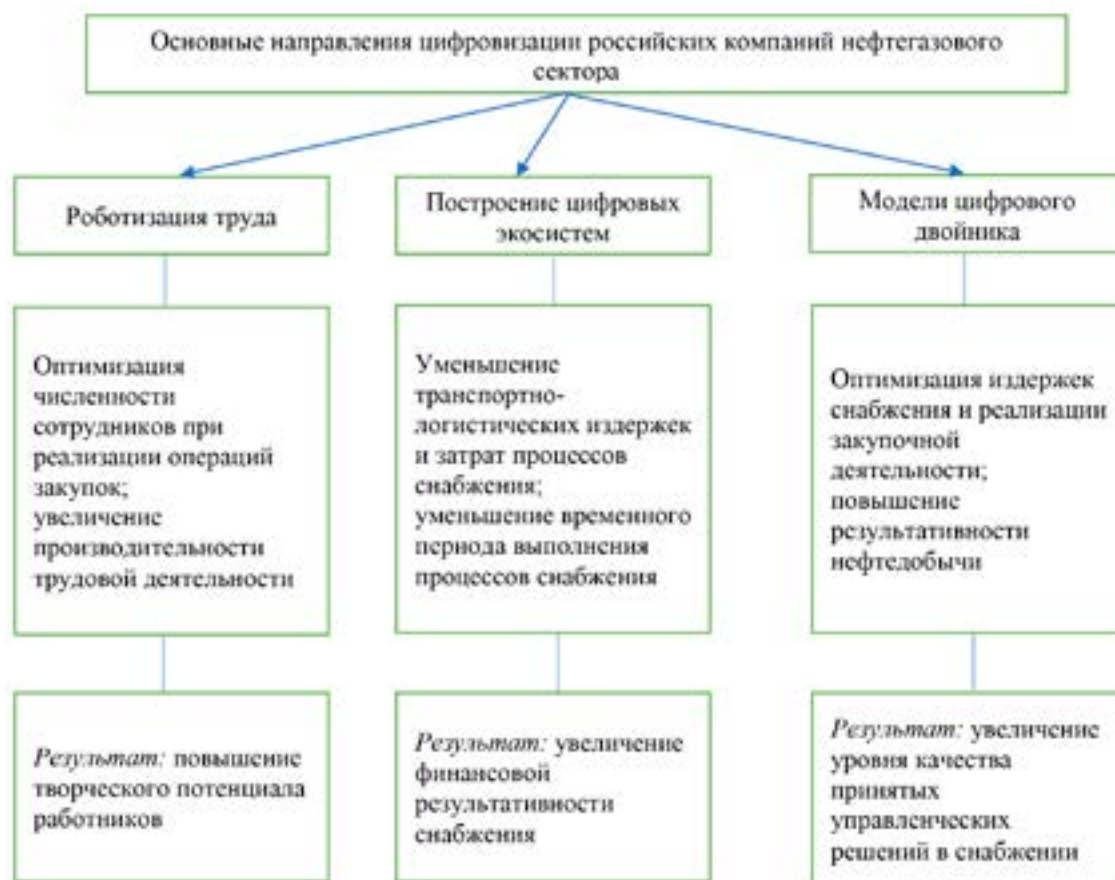 Основные направления цифровизации российских компаний нефтегазового
сектора
Роботизация труда
Построение цифровых
экосистем
Модели цифрового
двойника
Оптимизация
численности
сотрудников при
реализации операций
закупок;
увеличение
производительности
трудовой деятельности
Уменьшение
транспортно-
логистических издержек
и затрат процессов
снабжения;
уменьшение временного
периода выполнения
процессов снабжения
Оптимизация издержек
снабжения и реализации
закупочной
деятельности;
повышение
результативности
нефтедобычи
Результат: повышение
творческого потенциала
работников
Результат: увеличение
финансовой
результативности
снабжения
Результат: увеличение
уровня качества
принятых
управленческих
решений в снабжении